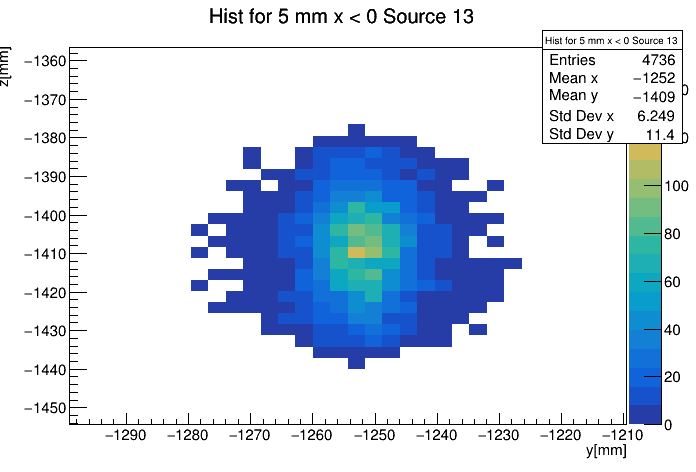 Hist for 5 mm x < 0 Source 13
Hist for 5 mm x < 0 Source 13
Entries 4736
Mean x −1252
Mean y −1409
Std Dev x 6.249
Std Dev y 11.4
z[mm]
−1360
−1370
−1380
−1390
−1400
−1410
−1420
−1430
−1440
−1450
−1290
−1280
−1270
−1260
−1250
−1240
−1230
−1220
−1210
y[mm]
100
80
60
40
20
0